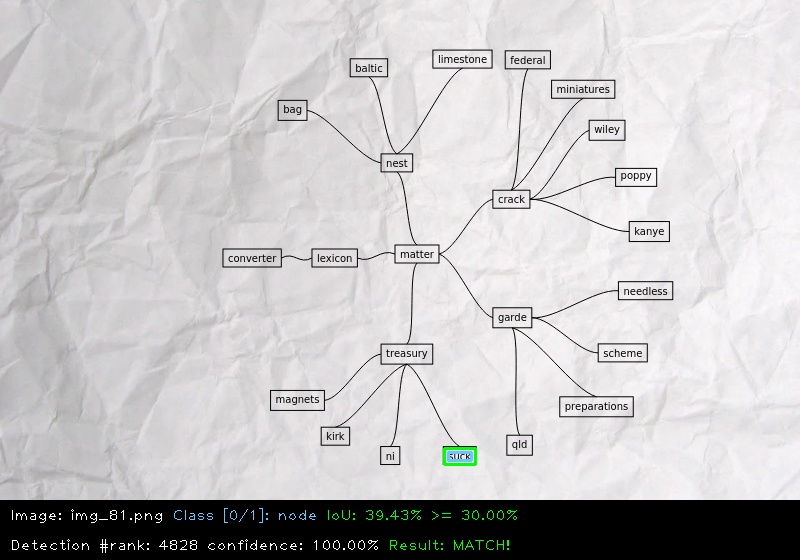 limestone
federal
baltic
miniatures
bag
wiley
nest
poppy
crack
kanye
matter
converter
lexicon
needless
garde
treasury
scheme
magnets
preparations
kirk
qld
ni
suck
Image: img_81.png Class [0/1]: node IoU: 39.43% >= 30.00%
Detection #rank: 4828 confidence: 100.00% Result: MATCH!